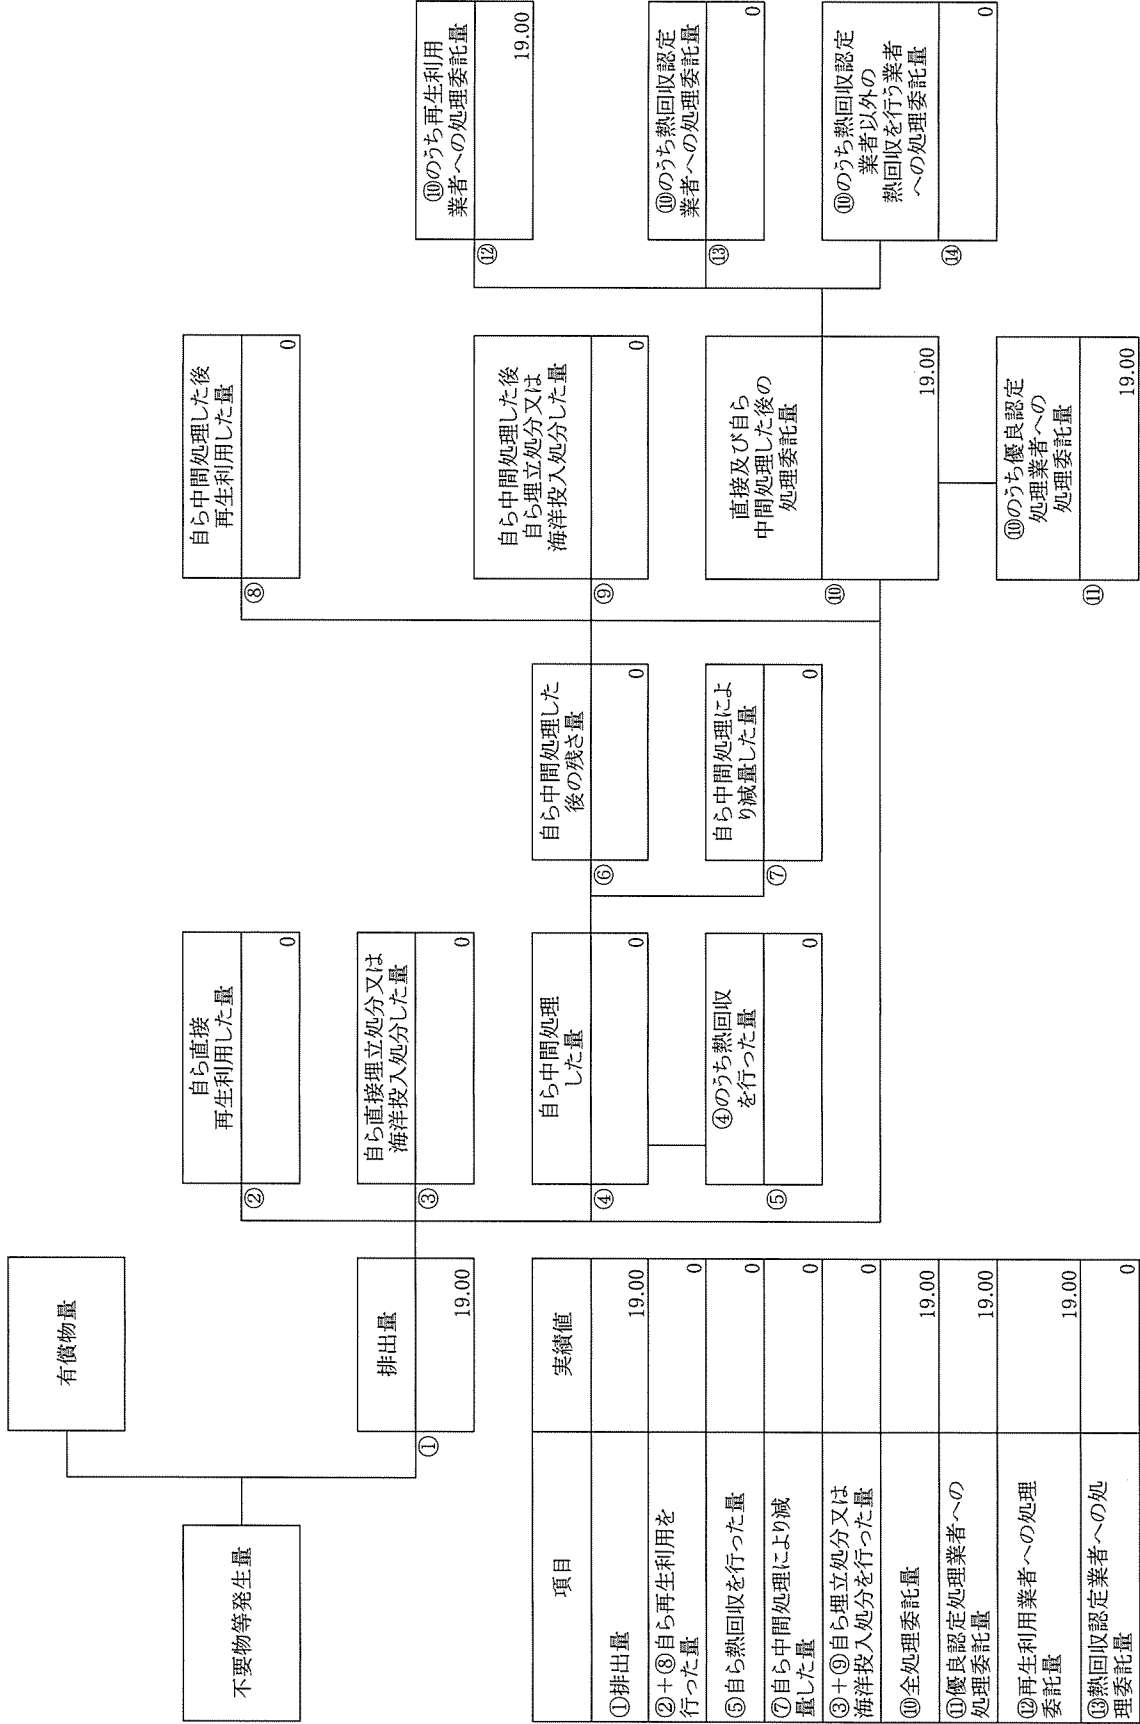 不要物等発生量
有償物量
①
排出量
19.00
②
自ら直接
再生利用した量
0
③
自ら直接埋立処分又は
海洋投入処分した量
0
④
自ら中間処理
した量
0
⑤
④のうち熱回収
を行った量
0
⑥
自ら中間処理した
後の残さ量
0
⑦
自ら中間処理によ
り減量した量
0
⑧
自ら中間処理した後
再生利用した量
0
⑨
自ら中間処理した後
自ら埋立処分又は
海洋投入処分した量
0
⑩
直接及び自ら
中間処理した後の
処理委託量
19.00
⑪
⑩のうち優良認定
処理業者への
処理委託量
19.00
⑫
⑩のうち再生利用
業者への処理委託量
19.00
⑬
⑩のうち熱回収認定
業者への処理委託量
0
⑭
⑩のうち熱回収認定
業者以外の
熱回収を行う業者
への処理委託量
0
項目
実績値
①排出量
19.00
②+⑧自ら再生利用を
行った量
0
⑤自ら熱回収を行った量
0
⑦自ら中間処理により減
量した量
0
③+⑨自ら埋立処分又は
海洋投入処分を行った量
0
⑩全処理委託量
19.00
⑪優良認定処理業者への
処理委託量
19.00
⑫再生利用業者への処理
委託量
19.00
⑬熱回収認定業者への処
理委託量
0